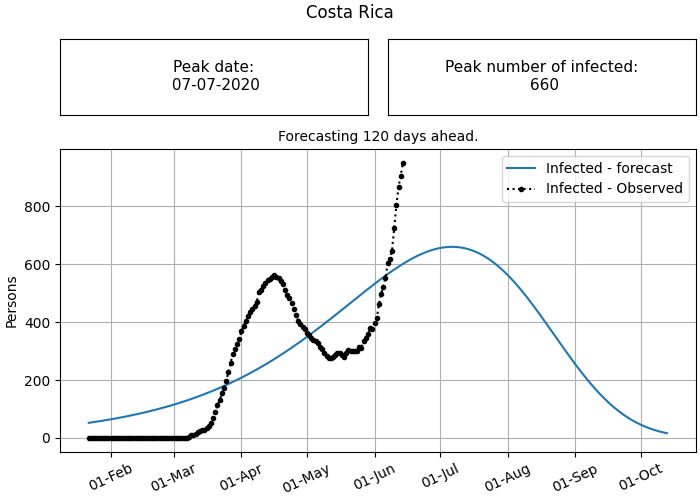 Costa Rica
Peak date:
07-07-2020
Peak number of infected:
660
Forecasting 120 days ahead.
Infected - forecast
Infected - Observed
Persons
800
600
400
200
0
01-Feb
01-Mar
01-Apr
01-May
01-Jun
01-Jul
01-Aug
01-Sep
01-Oct